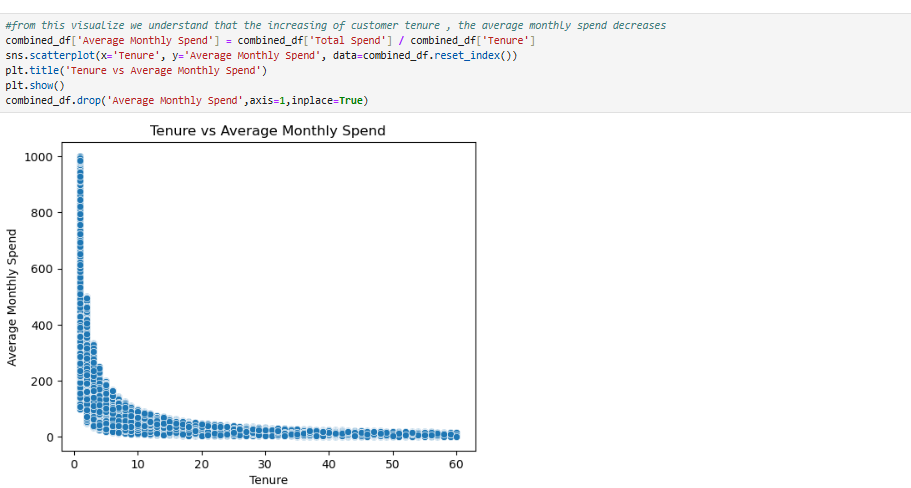 #from this visualize we understand that the increasing of customer tenure , the average monthly spend decreases
combined_df['Average Monthly Spend'] = combined_df['Total Spend'] / combined_df['Tenure']
sns.scatterplot(x='Tenure', y='Average Monthly Spend', data=combined_df.reset_index())
plt.title('Tenure vs Average Monthly Spend')
plt.show()
combined_df.drop('Average Monthly Spend',axis=1,inplace=True)
Tenure vs Average Monthly Spend
1000
800
600
400
200
0
Average Monthly Spend
0 10 20 30 40 50 60
Tenure